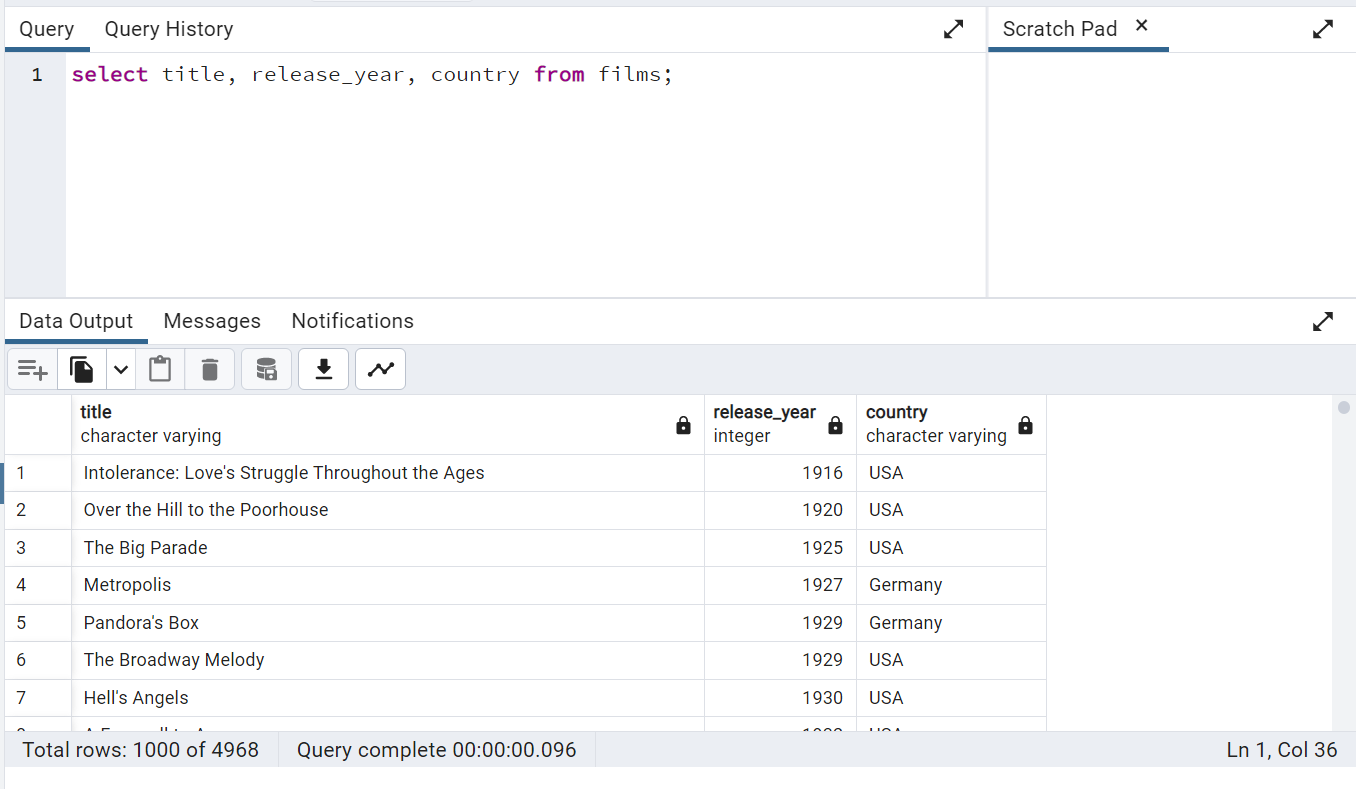 Query Query History
Scratch Pad ×
1 select title, release_year, country from films;
Data Output Messages Notifications
title release_year country
character varying integer character varying
1 Intolerance: Love's Struggle Throughout the Ages 1916 USA
2 Over the Hill to the Poorhouse 1920 USA
3 The Big Parade 1925 USA
4 Metropolis 1927 Germany
5 Pandora's Box 1929 Germany
6 The Broadway Melody 1929 USA
7 Hell's Angels 1930 USA
Total rows: 1000 of 4968 Query complete 00:00:00.096 Ln 1, Col 36